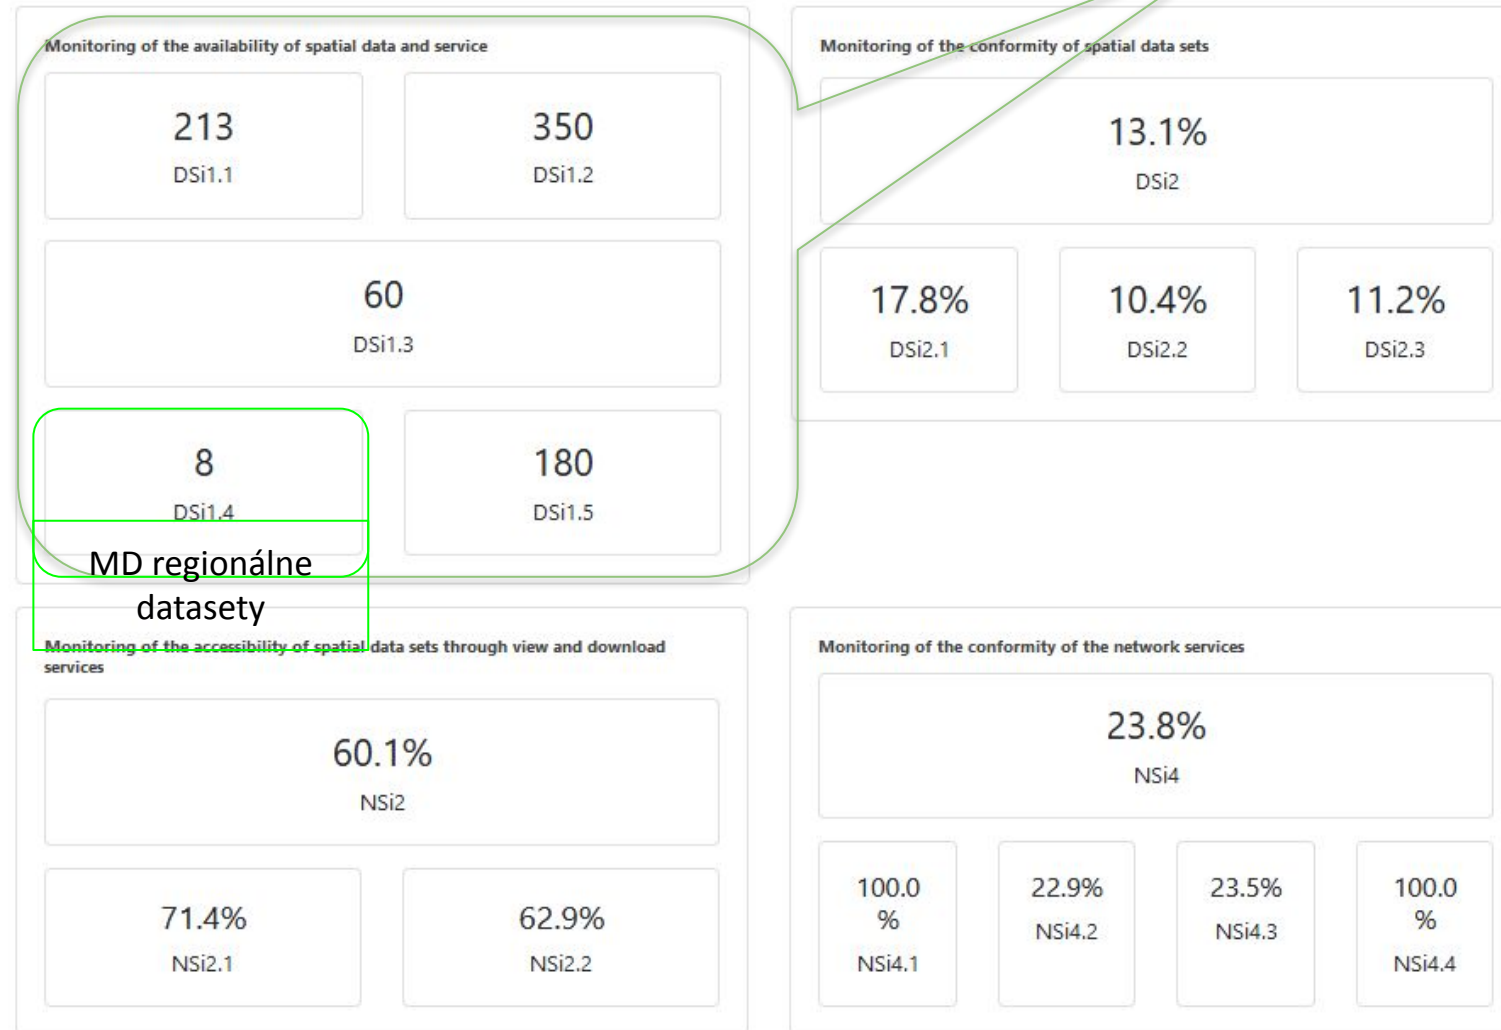 Monitoring of the availability of spatial data and service
213
DSi1.1
350
DSi1.2
60
DSi1.3
8
DSi1.4
180
DSi1.5
MD regionálne
datasety
Monitoring of the conformity of spatial data sets
13.1%
DSi2
17.8%
DSi2.1
10.4%
DSi2.2
11.2%
DSi2.3
Monitoring of the accessibility of spatial data sets through view and download
services
60.1%
NSi2
71.4%
NSi2.1
62.9%
NSi2.2
Monitoring of the conformity of the network services
23.8%
NSi4
100.0
%
NSi4.1
22.9%
NSi4.2
23.5%
NSi4.3
100.0
%
NSi4.4